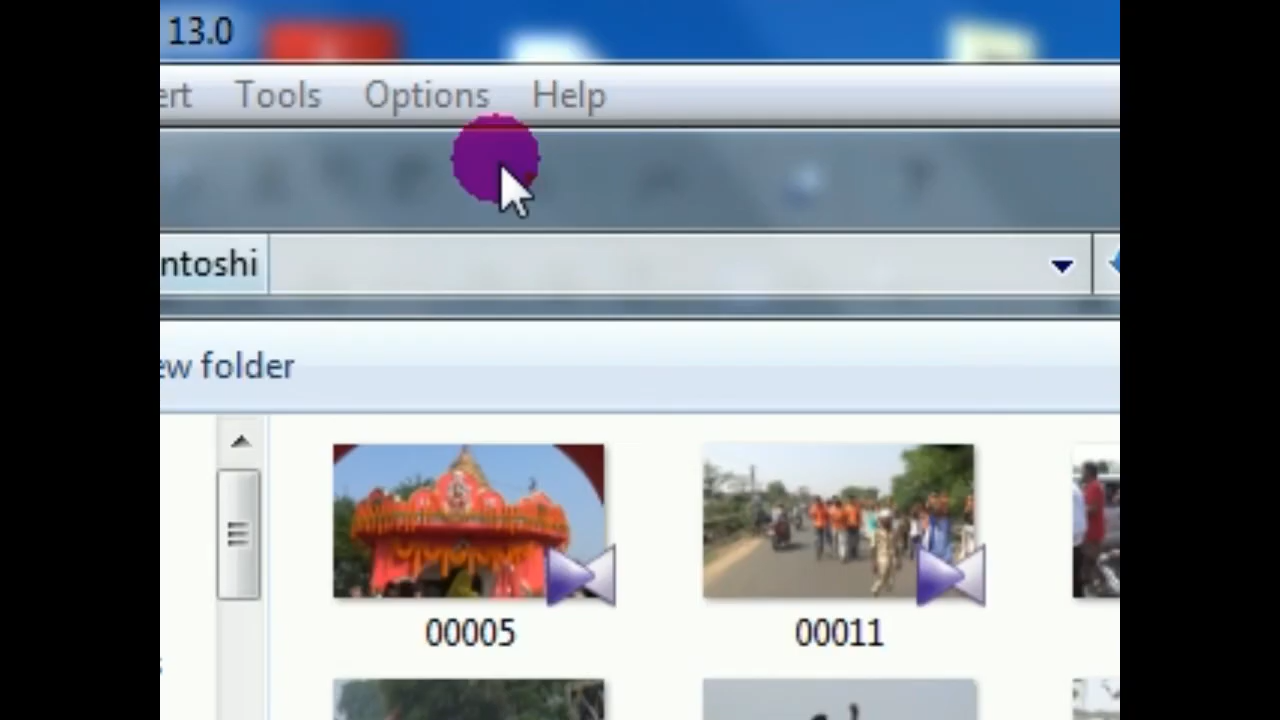 13.0
ert Tools Options Help
ntoshi
ew folder
00005 00011